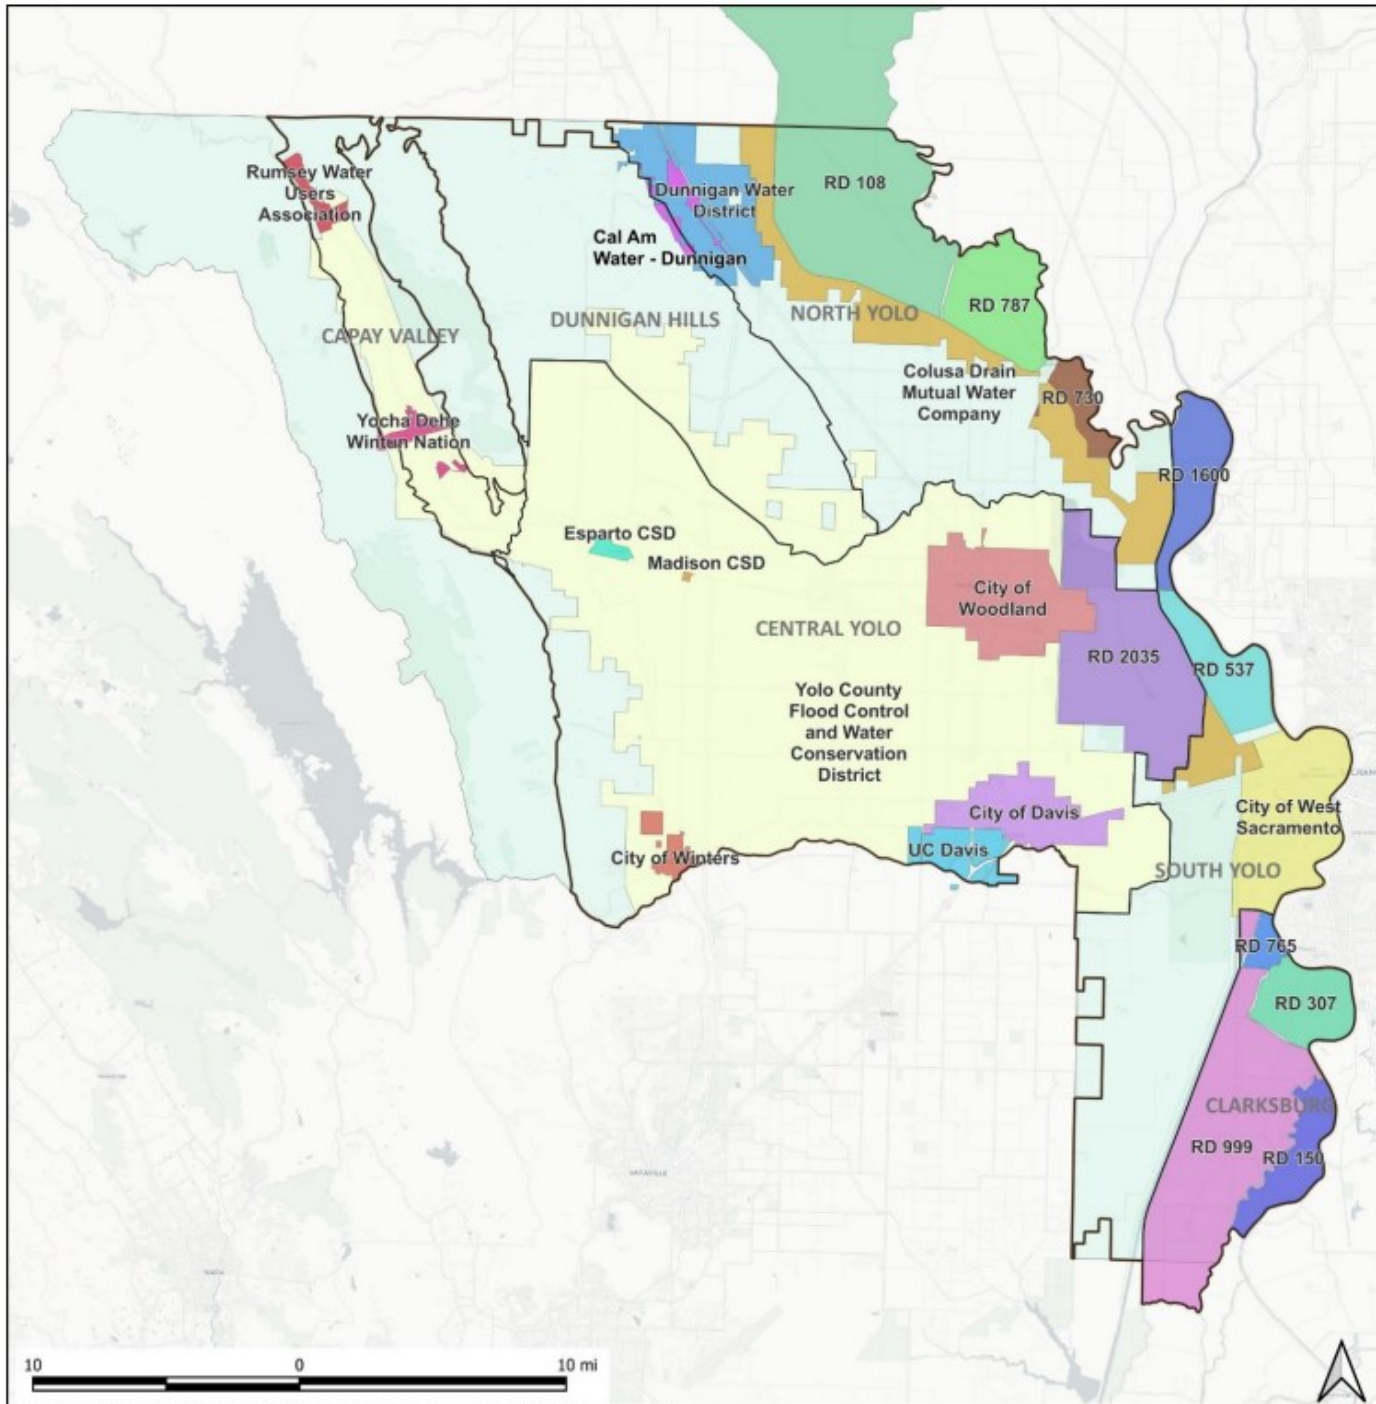 Rumsey Water
Users
Association
RD 108
Dunnigan Water
District
Cal Am
Water - Dunnigan
RD 787
NORTH YOLO
DUNNIGAN HILLS
CAPAY VALLEY
Colusa Drain
Mutual Water
Company
RD 730
Yocha Dehe
Wintun Nation
RD 1600
Esparto CSD
Madison CSD
City of
Woodland
CENTRAL YOLO
RD 2035
RD 537
Yolo County
Flood Control
and Water
Conservation
District
City of Davis
City of West
Sacramento
UC Davis
City of Winters
SOUTH YOLO
RD 765
RD 307
CLARKSBURG
RD 999
RD 150
VACAVILLE
10 0 10 mi